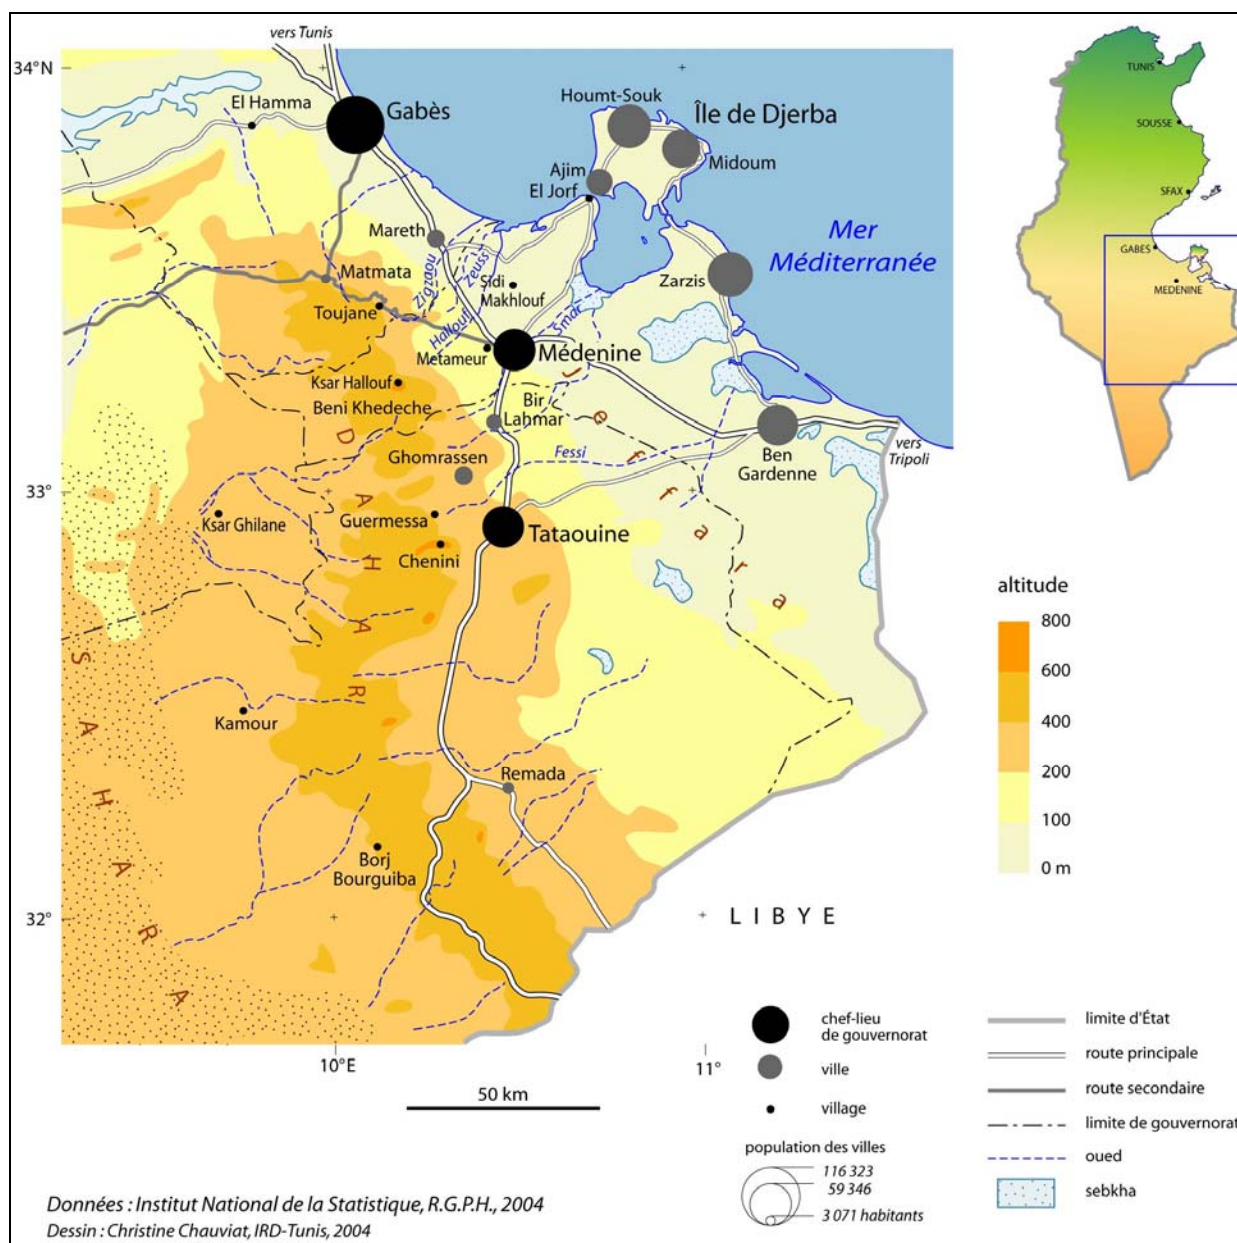 vers Tunis
34°N
El Hamma
Gabès
Houmt-Souk
Île de Djerba
Midoum
Ajim
El Jorf
Mareth
Mer
Méditerranée
Zarzis
Matmata
Toujane
Zigzaou
Zeuss
Sidi
Makhlouf
Hallouf
Smar
Metameur
Médenine
Ksar Hallouf
Beni Khedeche
Bir
Lahmar
Ghomrassen
Fessi
Ben
Gardenne
vers
Tripoli
33°
Ksar Ghilane
Guermessa
Chenini
Tataouine
Jeffara
DAHAR
SAHARA
Kamour
Remada
Borj
Bourguiba
32°
LIBYE
10°E
11°
50 km
TUNIS
SOUSSE
SFAX
GABES
MEDENINE
altitude
800
600
400
200
100
0 m
chef-lieu
de gouvernorat
ville
village
population des villes
116 323
59 346
3 071 habitants
limite d'État
route principale
route secondaire
limite de gouvernorat
oued
sebkha
Données : Institut National de la Statistique, R.G.P.H., 2004
Dessin : Christine Chauviat, IRD-Tunis, 2004